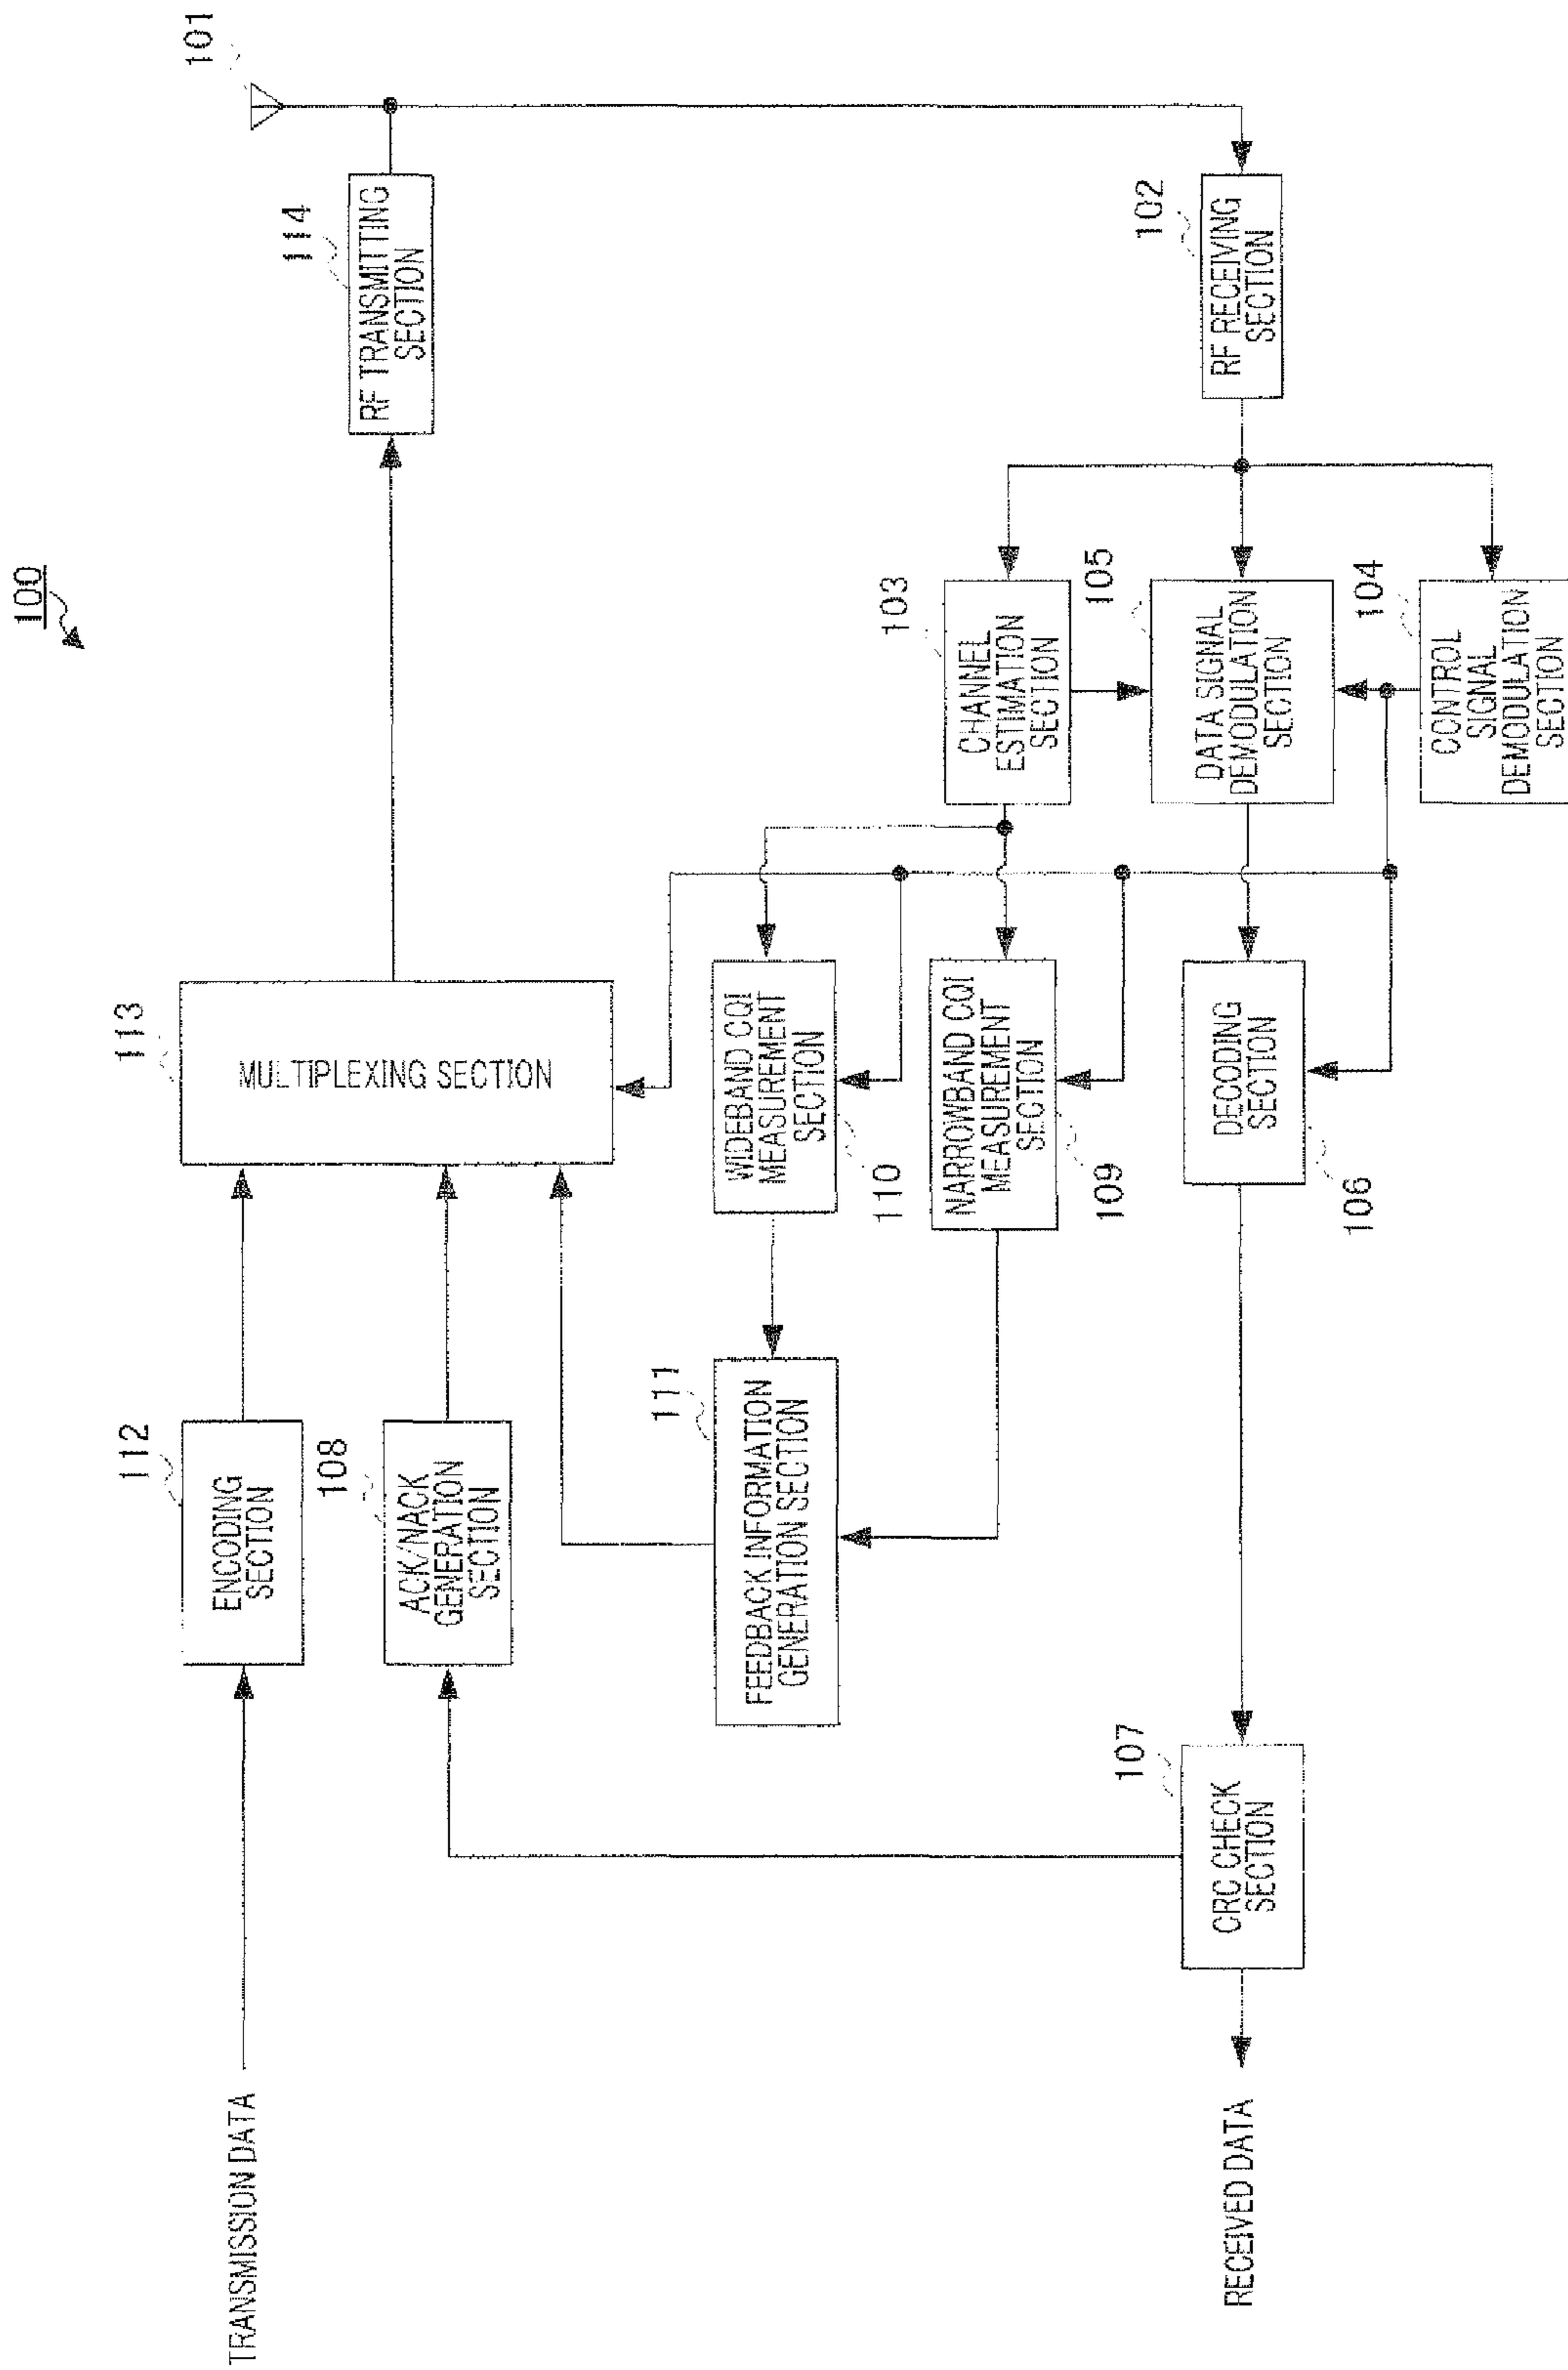 100
101
114
RF TRANSMITTING
SECTION
102
RF RECEIVING
SECTION
113
MULTIPLEXING SECTION
103
CHANNEL
ESTIMATION
SECTION
105
DATA SIGNAL
DEMODULATION
SECTION
104
CONTROL
SIGNAL
DEMODULATION
SECTION
WIDEBAND CQI
MEASUREMENT
SECTION
110
NARROWBAND CQI
MEASUREMENT
SECTION
109
DECODING
SECTION
106
112
ENCODING
SECTION
108
ACK/NACK
GENERATION
SECTION
111
FEEDBACK INFORMATION
GENERATION SECTION
107
CRC CHECK
SECTION
TRANSMISSION DATA
RECEIVED DATA